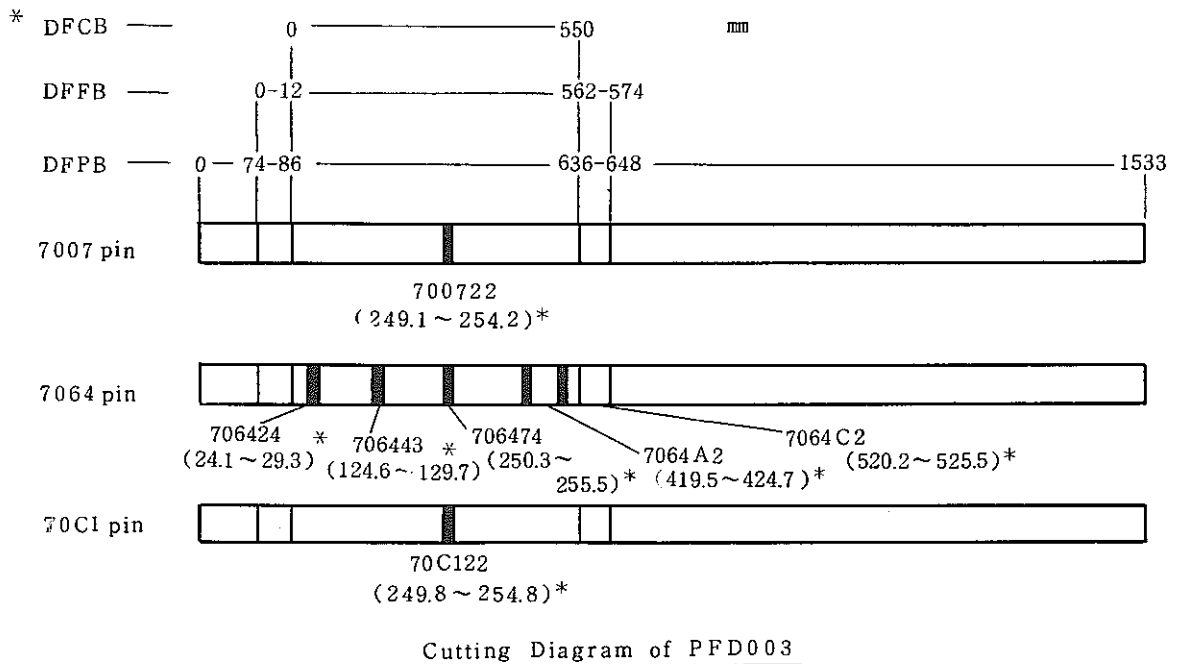 * DFCB — 0 — 550 mm
DFFB — 0-12 — 562-574
DFPB — 0 — 74-86 — 636-648 — 1533
7007 pin
700722
(249.1~254.2)*
7064 pin
706424 * 706443 * 706474 7064A2 7064C2
(24.1~29.3) (124.6~129.7) (250.3~255.5)* (419.5~424.7)* (520.2~525.5)*
70C1 pin
70C122
(249.8~254.8)*
Cutting Diagram of PFD003